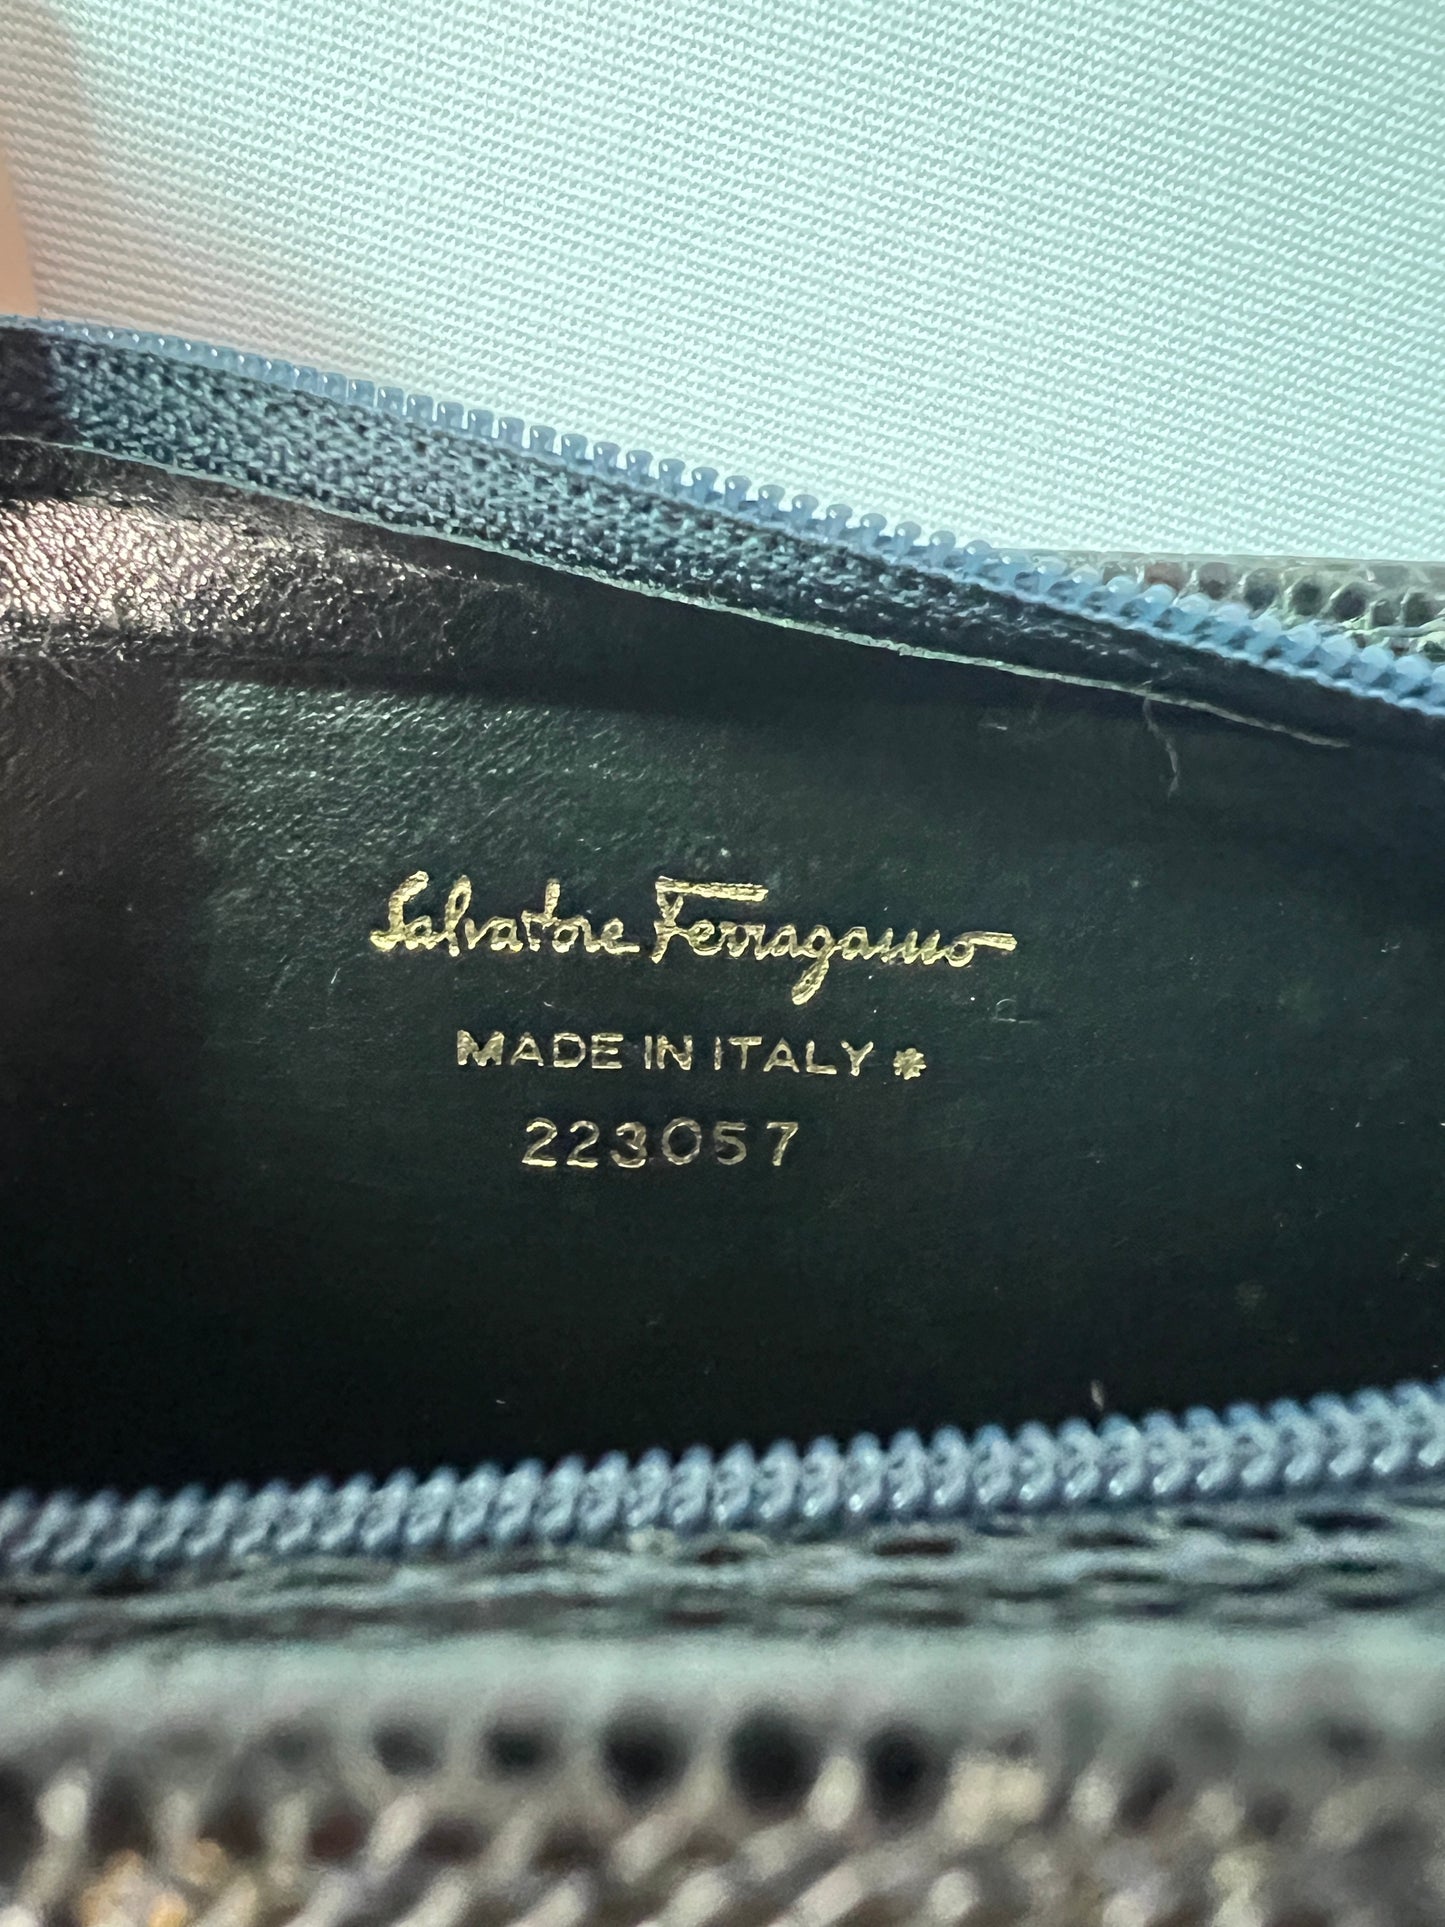 Salvatore Ferragamo
MADE IN ITALY *
223057